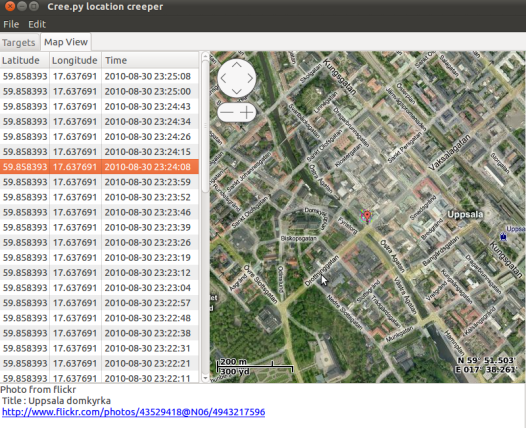 Cree.py location creeper
File Edit
Targets Map View
Latitude Longitude Time
59.858393 17.637691 2010-08-30 23:25:08
59.858393 17.637691 2010-08-30 23:25:00
59.858393 17.637691 2010-08-30 23:24:43
59.858393 17.637691 2010-08-30 23:24:34
59.858393 17.637691 2010-08-30 23:24:26
59.858393 17.637691 2010-08-30 23:24:15
59.858393 17.637691 2010-08-30 23:24:08
59.858393 17.637691 2010-08-30 23:23:59
59.858393 17.637691 2010-08-30 23:23:52
59.858393 17.637691 2010-08-30 23:23:46
59.858393 17.637691 2010-08-30 23:23:39
59.858393 17.637691 2010-08-30 23:23:26
59.858393 17.637691 2010-08-30 23:23:19
59.858393 17.637691 2010-08-30 23:23:12
59.858393 17.637691 2010-08-30 23:23:04
59.858393 17.637691 2010-08-30 23:22:57
59.858393 17.637691 2010-08-30 23:22:48
59.858393 17.637691 2010-08-30 23:22:38
59.858393 17.637691 2010-08-30 23:22:31
59.858393 17.637691 2010-08-30 23:22:21
59.858393 17.637691 2010-08-30 23:22:11
Kungsgatan
Vaksalagatan
Uppsala
Biskopsgatan
Drottninggatan
Östra Ågatan
Västra Ågatan
Kungsgatan
200 m
300 yd
N 59° 51.503'
E 017° 38.261'
Photo from flickr
Title : Uppsala domkyrka
http://www.flickr.com/photos/43529418@N06/4943217596